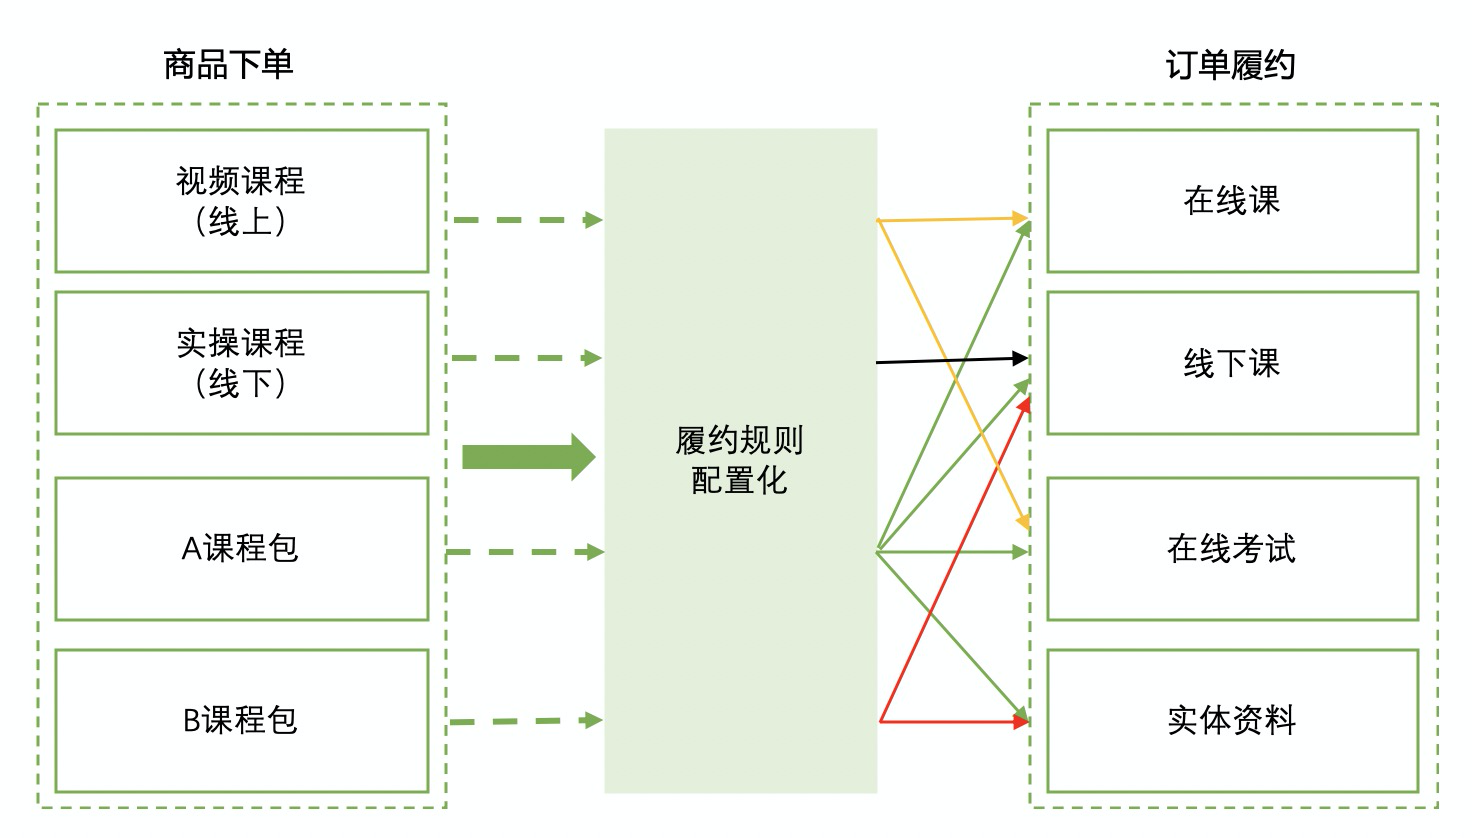 商品下单
订单履约
视频课程
（线上）
实操课程
（线下）
A课程包
B课程包
履约规则
配置化
在线课
线下课
在线考试
实体资料